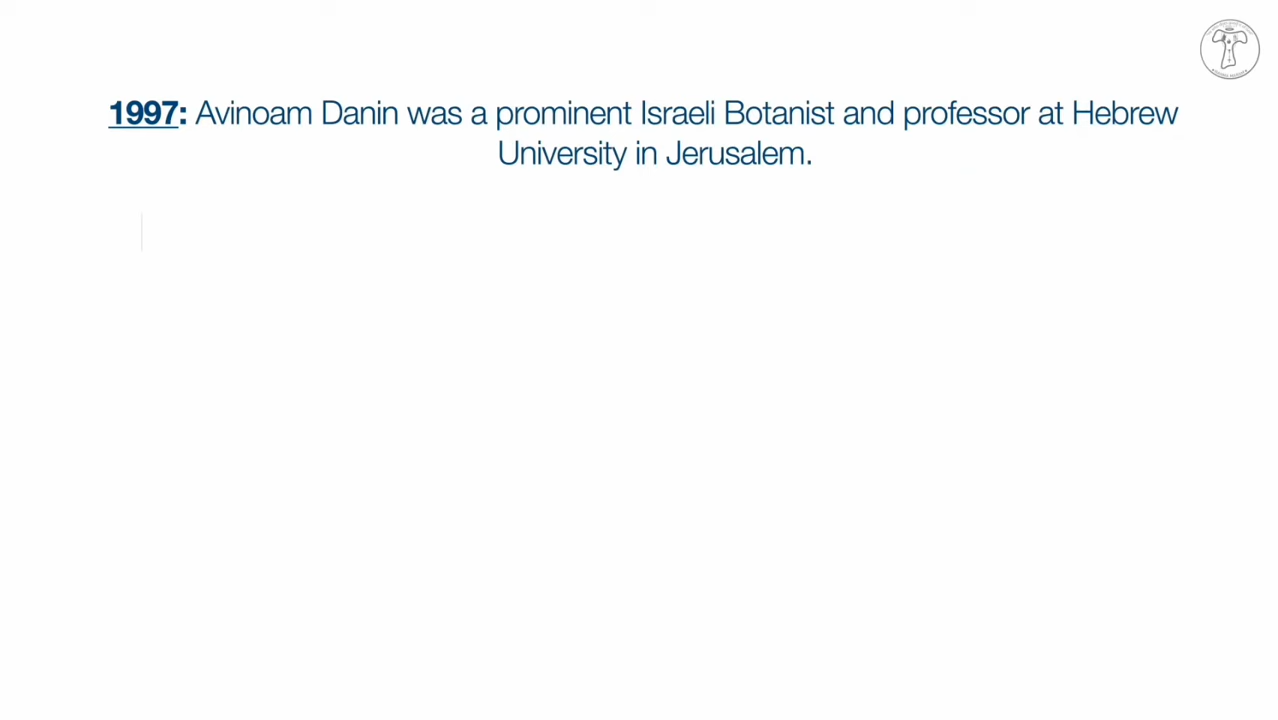 1997: Avinoam Danin was a prominent Israeli Botanist and professor at Hebrew
University in Jerusalem.